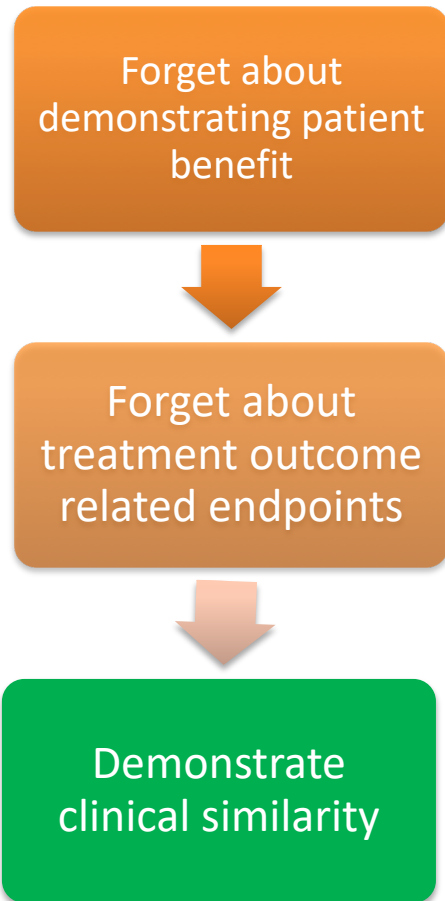 Forget about
demonstrating patient
benefit
Forget about
treatment outcome
related endpoints
Demonstrate
clinical similarity